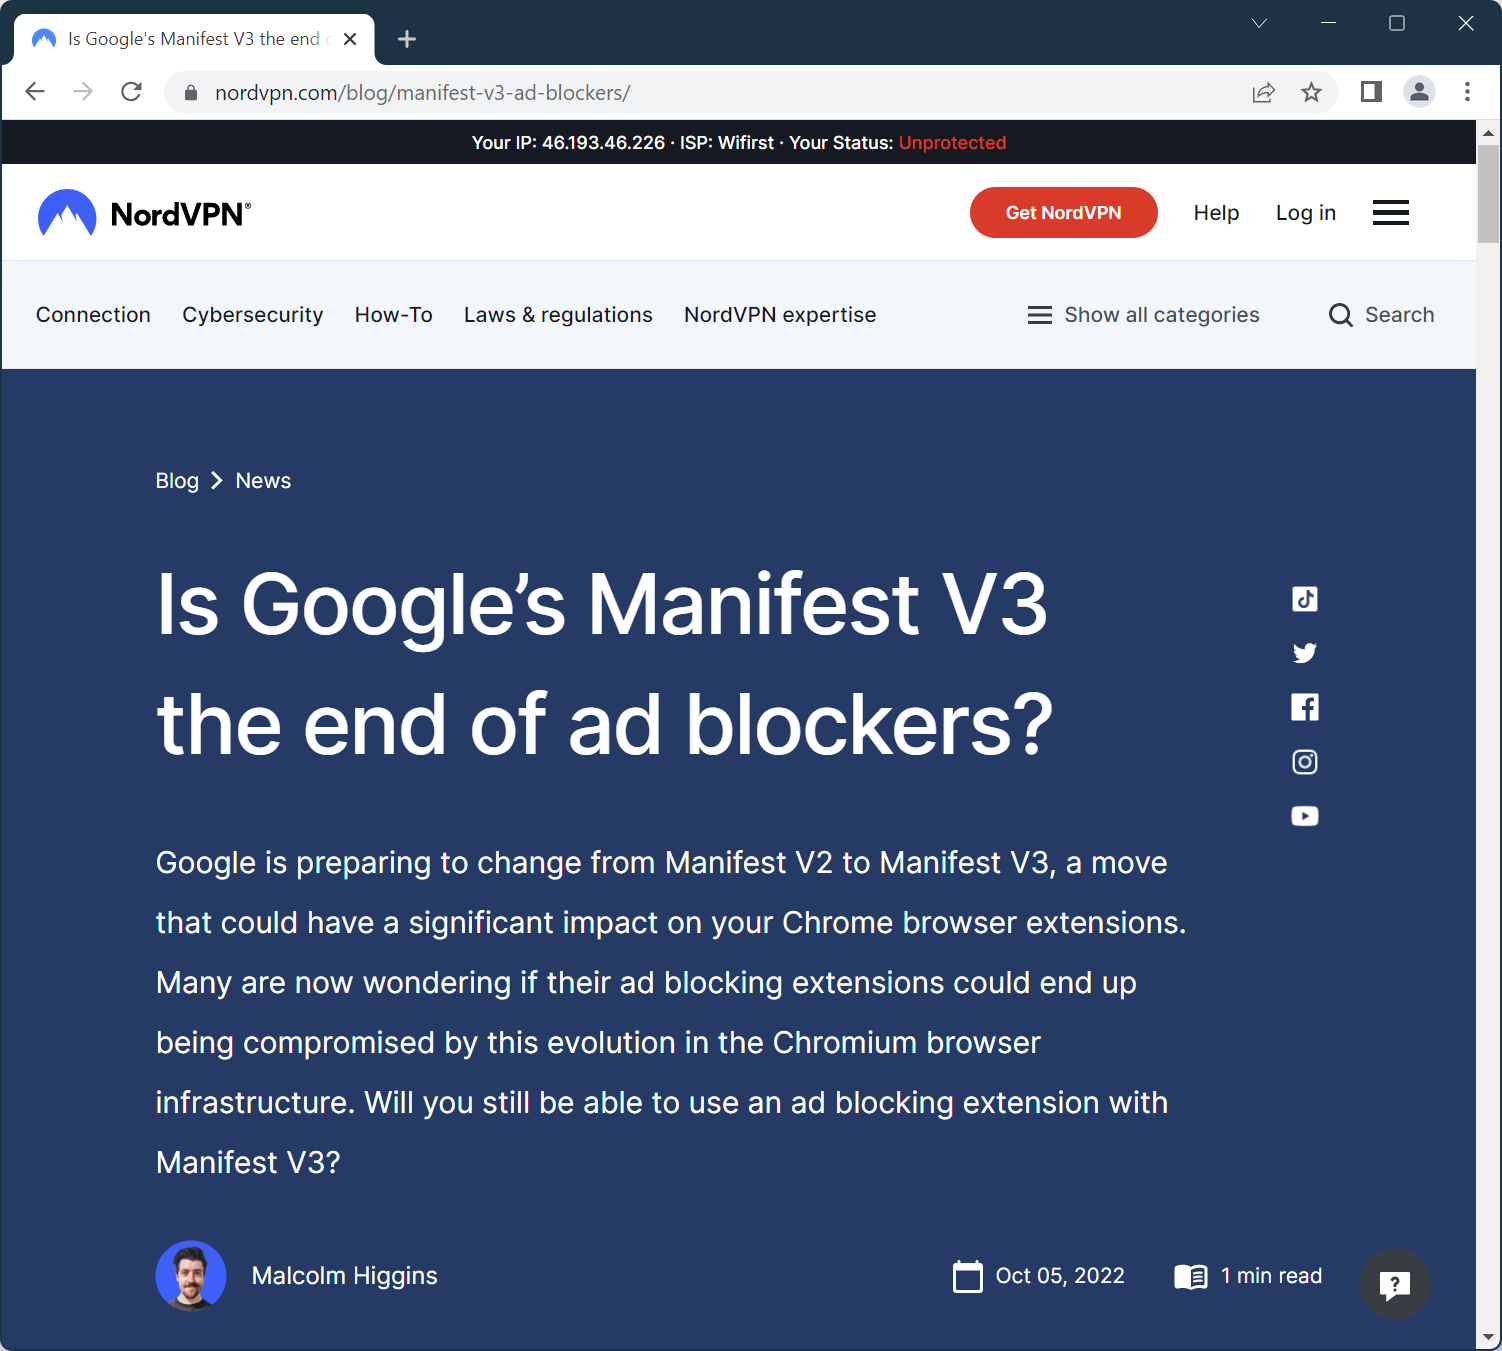 Is Google's Manifest V3 the end
nordvpn.com/blog/manifest-v3-ad-blockers/
Your IP: 46.193.46.226 · ISP: Wifirst · Your Status: Unprotected
NordVPN®
Get NordVPN
Help
Log in
Connection
Cybersecurity
How-To
Laws & regulations
NordVPN expertise
Show all categories
Search
Blog
News
Is Google’s Manifest V3
the end of ad blockers?
Google is preparing to change from Manifest V2 to Manifest V3, a move
that could have a significant impact on your Chrome browser extensions.
Many are now wondering if their ad blocking extensions could end up
being compromised by this evolution in the Chromium browser
infrastructure. Will you still be able to use an ad blocking extension with
Manifest V3?
Malcolm Higgins
Oct 05, 2022
1 min read